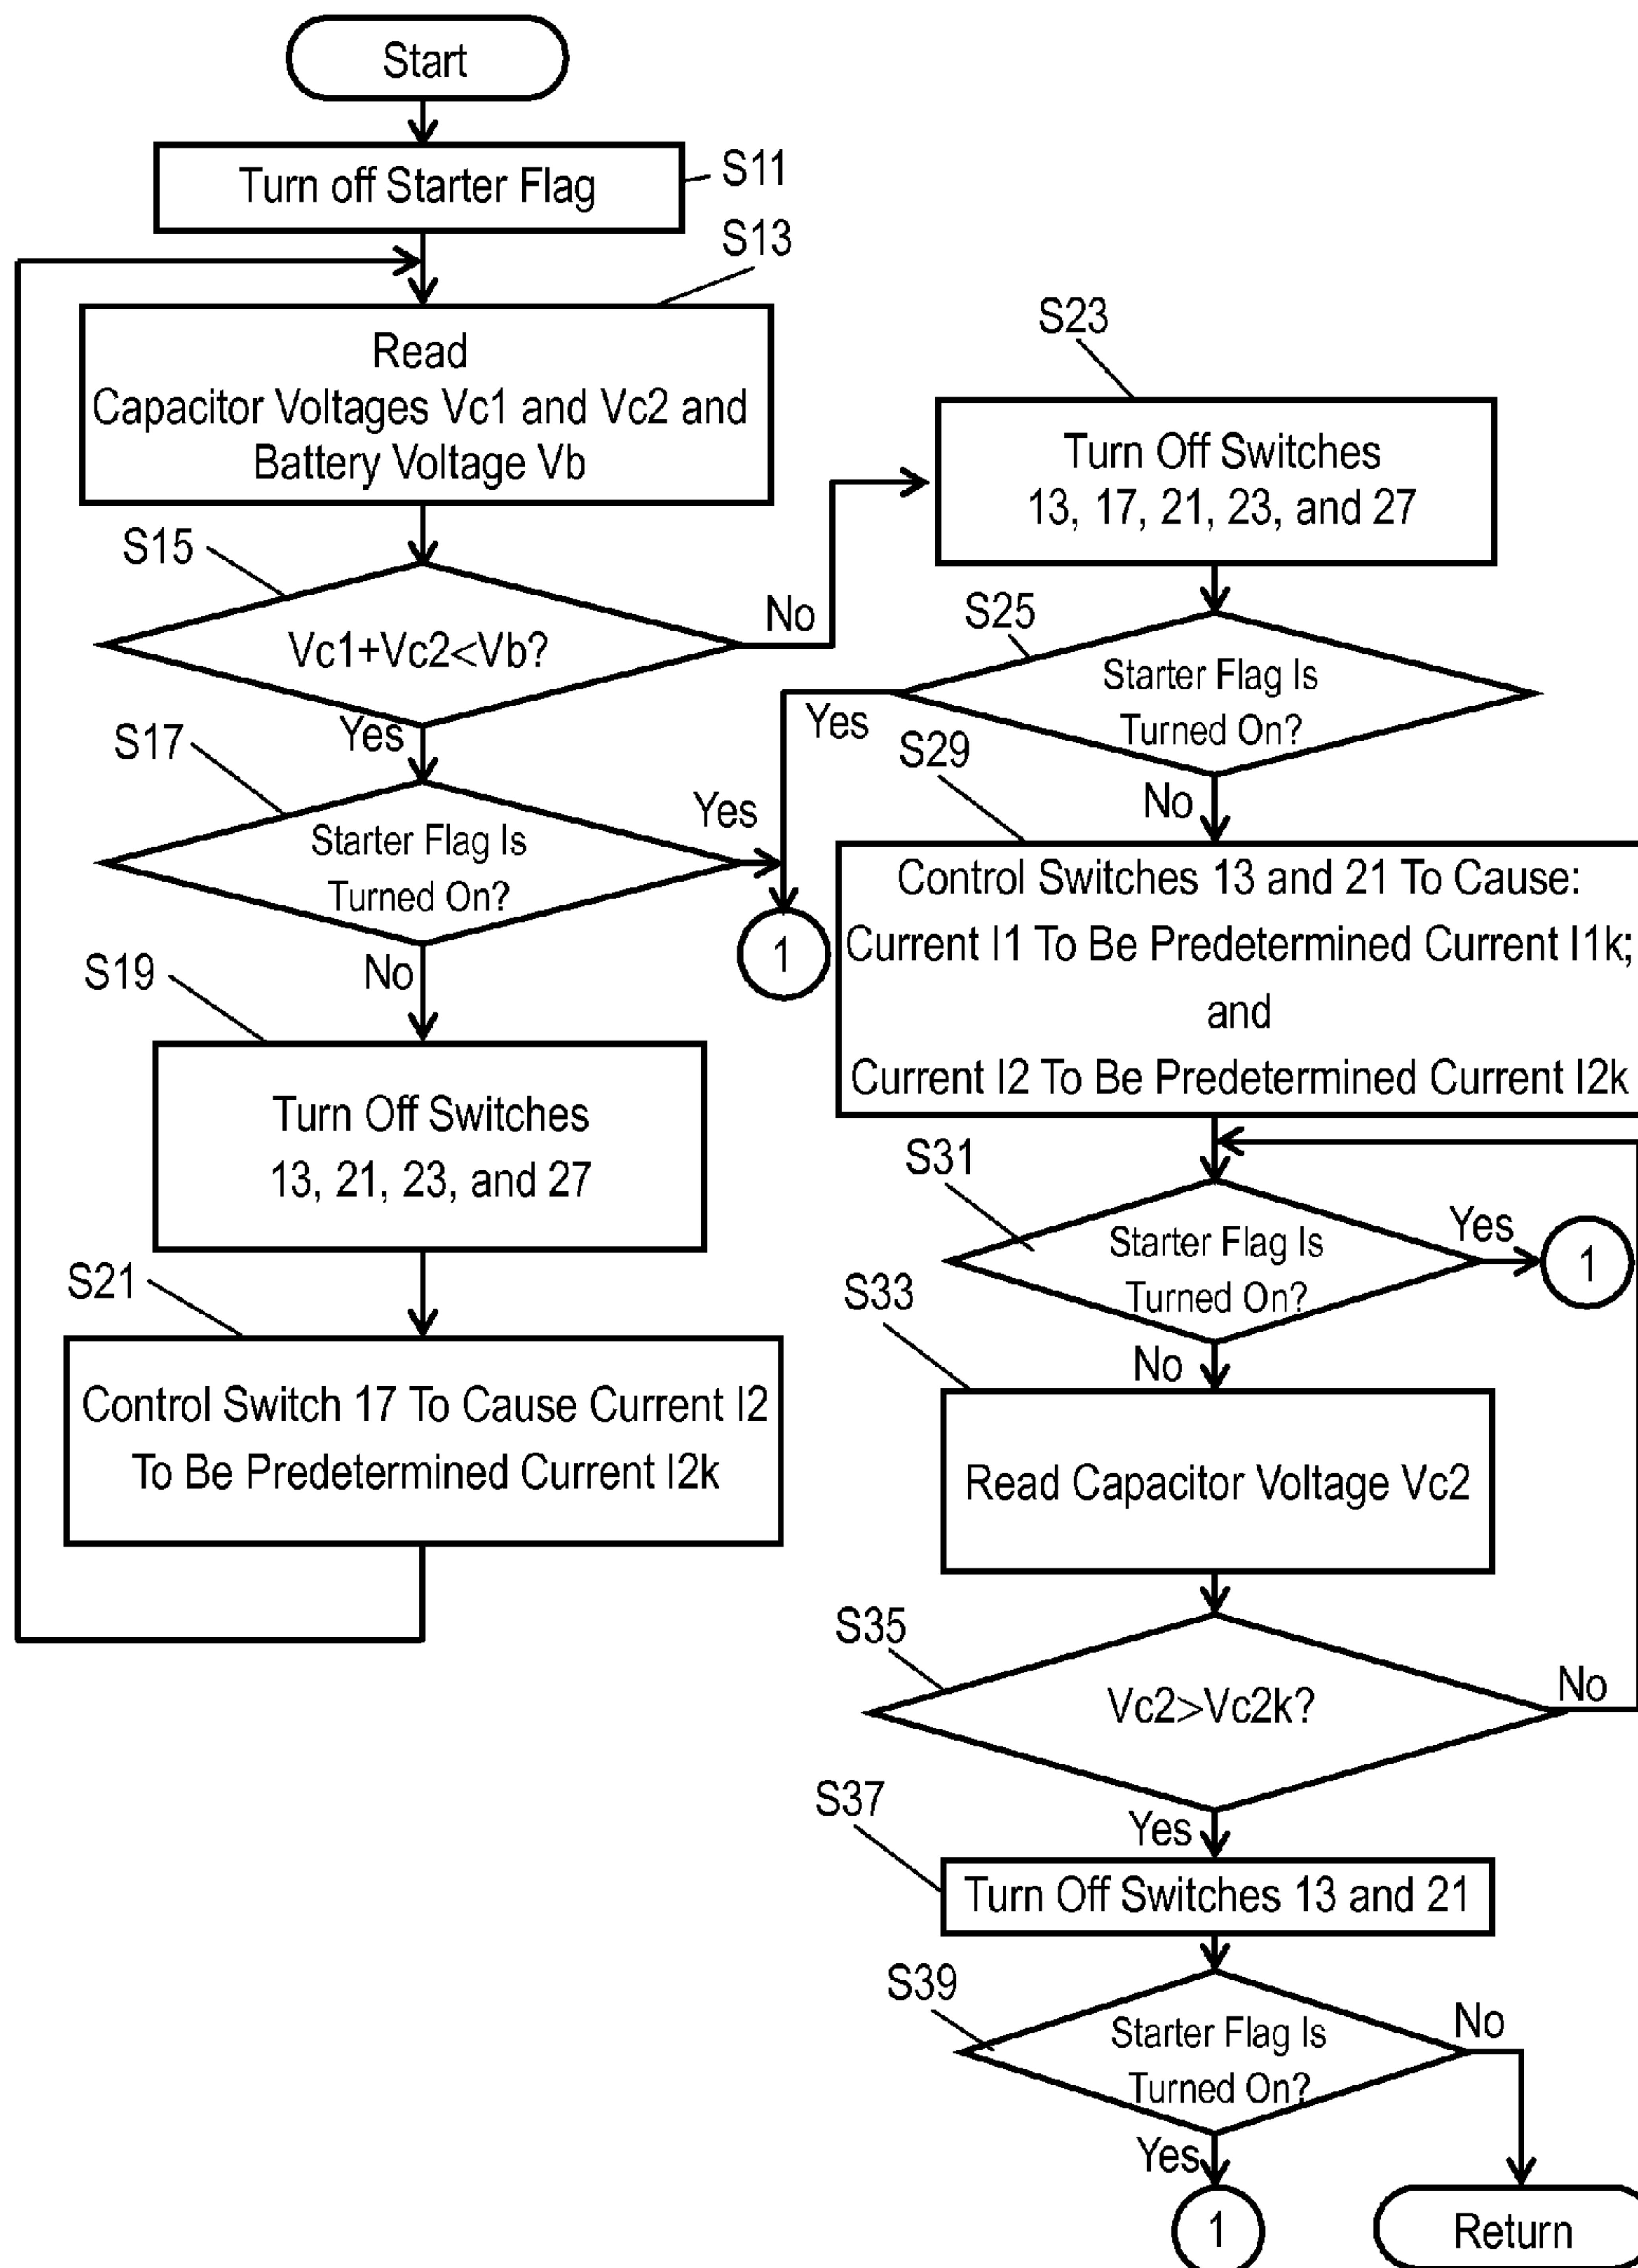 Start
Turn off Starter Flag
S11
S13
Read
Capacitor Voltages Vc1 and Vc2 and
Battery Voltage Vb
S15
Vc1+Vc2<Vb?
No
Yes
S17
Starter Flag Is
Turned On?
Yes
No
1
S19
Turn Off Switches
13, 21, 23, and 27
S21
Control Switch 17 To Cause Current I2
To Be Predetermined Current I2k
S23
Turn Off Switches
13, 17, 21, 23, and 27
S25
Starter Flag Is
Turned On?
Yes
No
S29
Control Switches 13 and 21 To Cause:
Current I1 To Be Predetermined Current I1k;
and
Current I2 To Be Predetermined Current I2k
S31
Starter Flag Is
Turned On?
Yes
1
No
S33
Read Capacitor Voltage Vc2
S35
Vc2>Vc2k?
No
Yes
S37
Turn Off Switches 13 and 21
S39
Starter Flag Is
Turned On?
No
Yes
1
Return